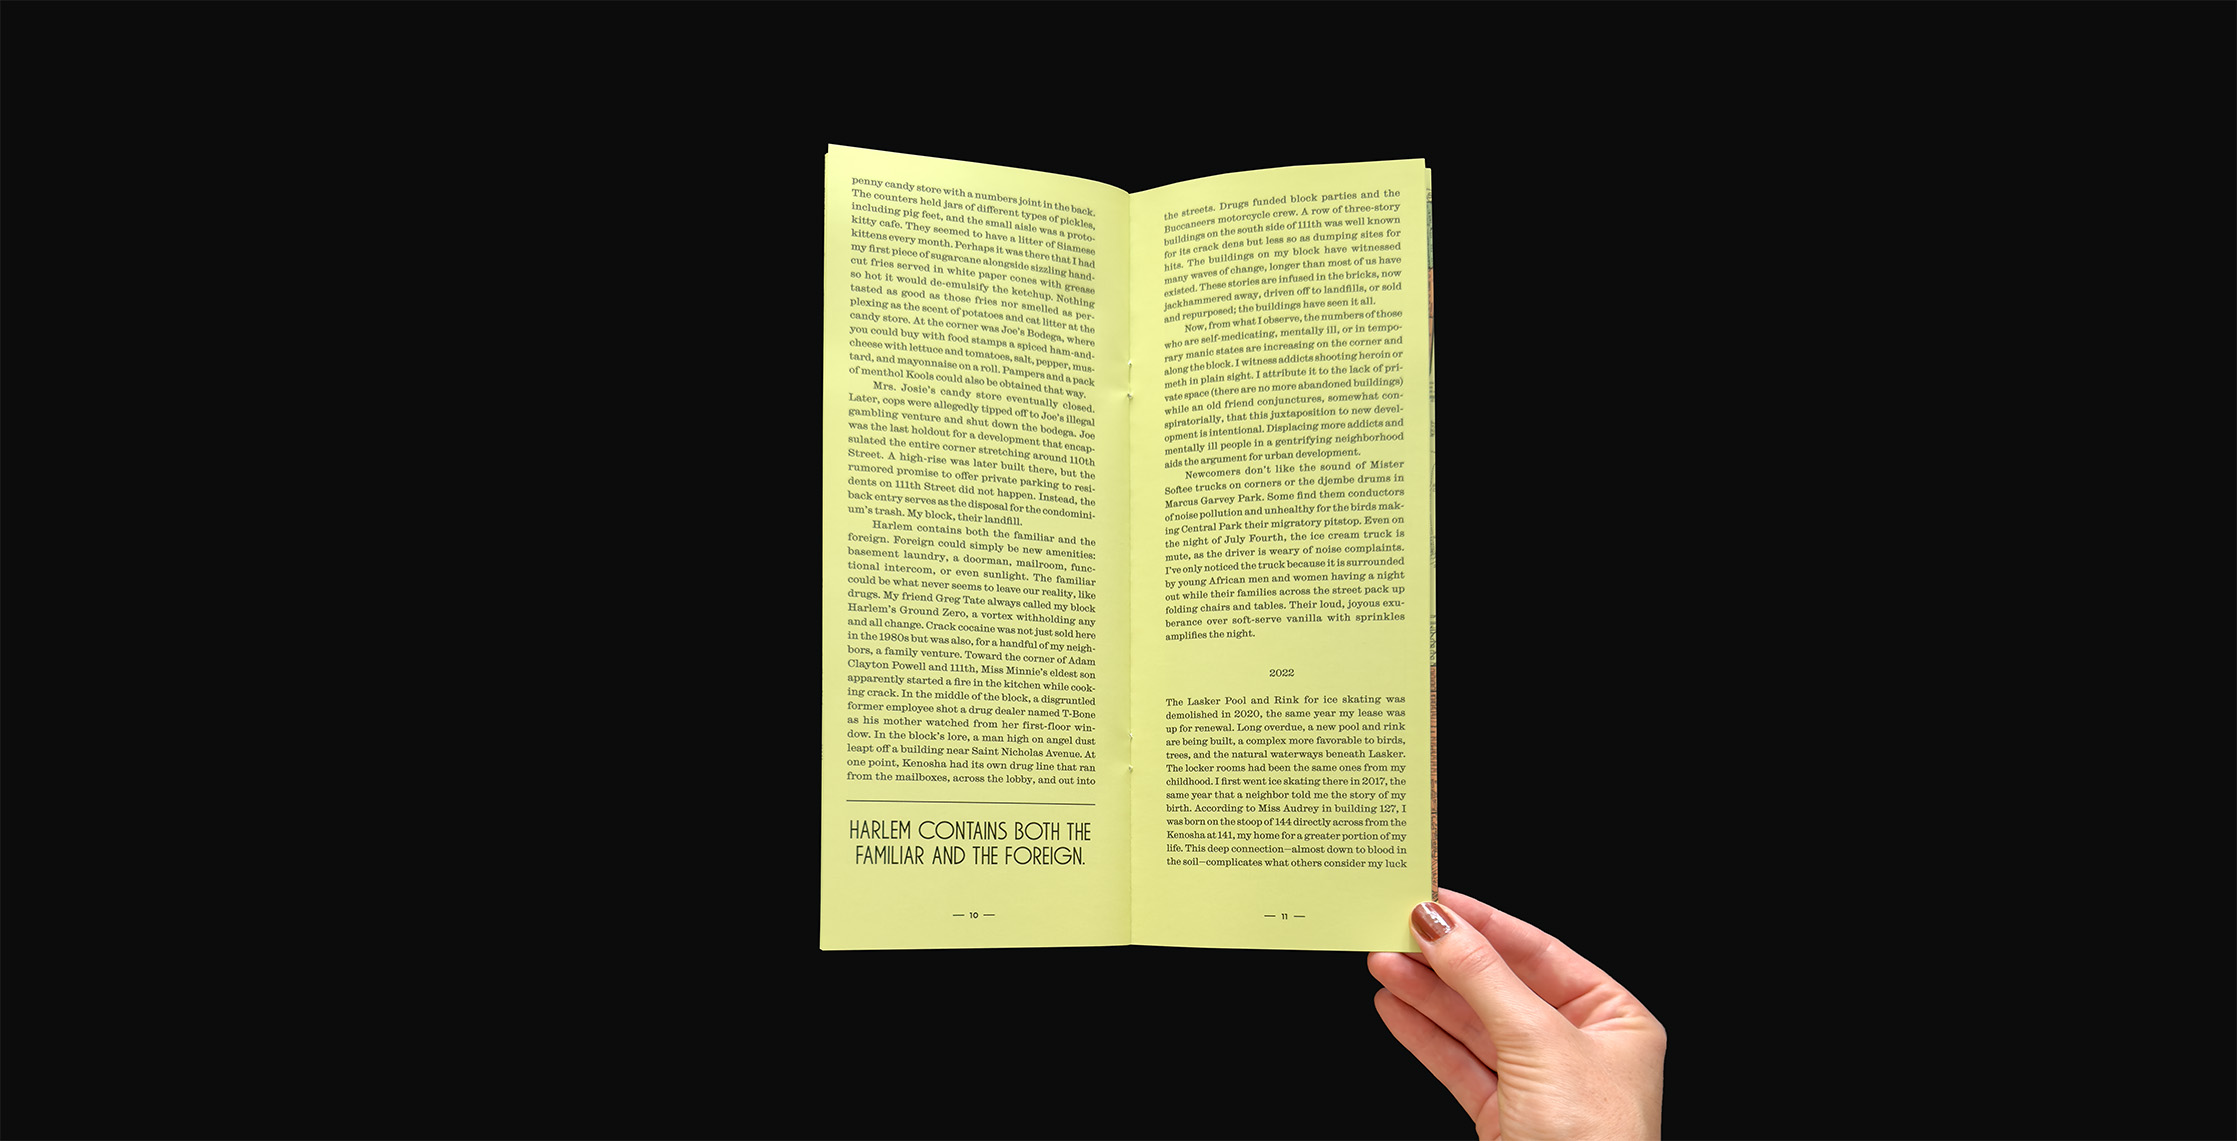 penny candy store with a numbers joint in the back.
The counters held jars of different types of pickles,
including pig feet, and the small aisle was a proto-
kitty cafe. They seemed to have a litter of Siamese
kittens every month. Perhaps it was there that I had
my first piece of sugarcane alongside sizzling hand-
cut fries served in white paper cones with grease
so hot it would de-emulsify the ketchup. Nothing
tasted as good as those fries nor smelled as per-
plexing as the scent of potatoes and cat litter at the
candy store. At the corner was Joe's Bodega, where
you could buy with food stamps a spiced ham-and-
cheese with lettuce and tomatoes, salt, pepper, mus-
tard, and mayonnaise on a roll. Pampers and a pack
of menthol Kools could also be obtained that way.
Mrs. Josie's candy store eventually closed.
Later, cops were allegedly tipped off to Joe's illegal
gambling venture and shut down the bodega. Joe
was the last holdout for a development that encap-
sulated the entire corner stretching around 110th
Street. A high-rise was later built there, but the
rumored promise to offer private parking to resi-
dents on 111th Street did not happen. Instead, the
back entry serves as the disposal for the condomini-
um's trash. My block, their landfill.
Harlem contains both the familiar and the
foreign. Foreign could simply be new amenities:
basement laundry, a doorman, mailroom, func-
tional intercom, or even sunlight. The familiar
could be what never seems to leave our reality, like
drugs. My friend Greg Tate always called my block
Harlem's Ground Zero, a vortex withholding any
and all change. Crack cocaine was not just sold here
in the 1980s but was also, for a handful of my neigh-
bors, a family venture. Toward the corner of Adam
Clayton Powell and 111th, Miss Minnie's eldest son
apparently started a fire in the kitchen while cook-
ing crack. In the middle of the block, a disgruntled
former employee shot a drug dealer named T-Bone
as his mother watched from her first-floor win-
dow. In the block's lore, a man high on angel dust
leapt off a building near Saint Nicholas Avenue. At
one point, Kenosha had its own drug line that ran
from the mailboxes, across the lobby, and out into
HARLEM CONTAINS BOTH THE
FAMILIAR AND THE FOREIGN.
— 10 —
the streets. Drugs funded block parties and the
Buccaneers motorcycle crew. A row of three-story
buildings on the south side of 111th was well known
for its crack dens but less so as dumping sites for
hits. The buildings on my block have witnessed
many waves of change, longer than most of us have
existed. These stories are infused in the bricks, now
jackhammered away, driven off to landfills, or sold
and repurposed; the buildings have seen it all.
Now, from what I observe, the numbers of those
who are self-medicating, mentally ill, or in tempo-
rary manic states are increasing on the corner and
along the block. I witness addicts shooting heroin or
meth in plain sight. I attribute it to the lack of pri-
vate space (there are no more abandoned buildings)
while an old friend conjunctures, somewhat con-
spiratorially, that this juxtaposition to new devel-
opment is intentional. Displacing more addicts and
mentally ill people in a gentrifying neighborhood
aids the argument for urban development.
Newcomers don't like the sound of Mister
Softee trucks on corners or the djembe drums in
Marcus Garvey Park. Some find them conductors
of noise pollution and unhealthy for the birds mak-
ing Central Park their migratory pitstop. Even on
the night of July Fourth, the ice cream truck is
mute, as the driver is weary of noise complaints.
I've only noticed the truck because it is surrounded
by young African men and women having a night
out while their families across the street pack up
folding chairs and tables. Their loud, joyous exu-
berance over soft-serve vanilla with sprinkles
amplifies the night.
2022
The Lasker Pool and Rink for ice skating was
demolished in 2020, the same year my lease was
up for renewal. Long overdue, a new pool and rink
are being built, a complex more favorable to birds,
trees, and the natural waterways beneath Lasker.
The locker rooms had been the same ones from my
childhood. I first went ice skating there in 2017, the
same year that a neighbor told me the story of my
birth. According to Miss Audrey in building 127, I
was born on the stoop of 144 directly across from the
Kenosha at 141, my home for a greater portion of my
life. This deep connection—almost down to blood in
the soil—complicates what others consider my luck
— 11 —